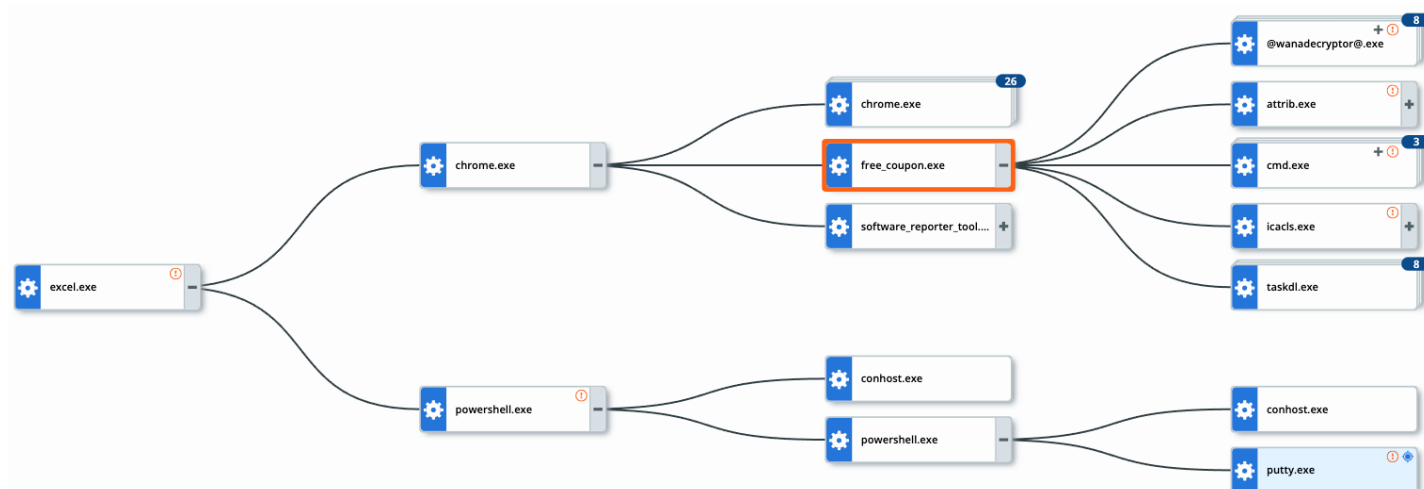 8
@wanadecryptor@.exe
26
chrome.exe
attrib.exe
chrome.exe
free_coupon.exe
3
cmd.exe
software_reporter_tool....
icacls.exe
excel.exe
8
taskdl.exe
conhost.exe
powershell.exe
conhost.exe
powershell.exe
putty.exe